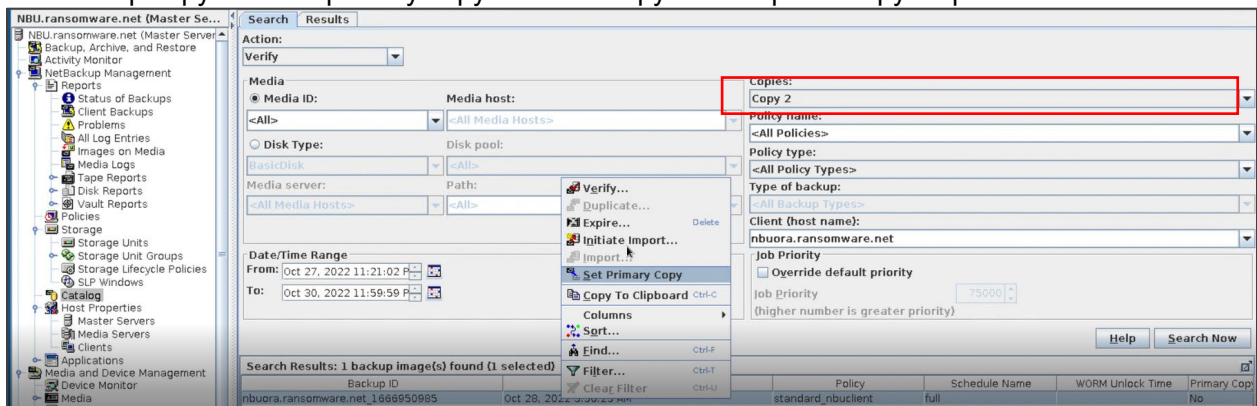 NBU.ransomware.net (Master Se...
NBU.ransomware.net (Master Server
Backup, Archive, and Restore
Activity Monitor
NetBackup Management
Reports
Status of Backups
Client Backups
Problems
All Log Entries
Images on Media
Media Logs
Tape Reports
Disk Reports
Vault Reports
Policies
Storage
Storage Units
Storage Unit Groups
Storage Lifecycle Policies
SLP Windows
Catalog
Host Properties
Master Servers
Media Servers
Clients
Applications
Media and Device Management
Device Monitor
Media
Search Results
Action:
Verify
Media
Media ID: Media host:
<All> <All Media Hosts>
Disk Type: Disk pool:
BasicDisk <All>
Media server: Path:
<All Media Hosts> <All>
Date/Time Range
From: Oct 27, 2022 11:21:02 P
To: Oct 30, 2022 11:59:59 P
Verify...
Duplicate...
Expire... Delete
Initiate Import...
Import...
Set Primary Copy
Copy To Clipboard Ctrl-C
Columns
Sort...
Find... Ctrl-F
Filter... Ctrl-T
Clear Filter Ctrl-U
Copies:
Copy 2
Policy name:
<All Policies>
Policy type:
<All Policy Types>
Type of backup:
<All Backup Types>
Client (host name):
nbuora.ransomware.net
Job Priority
Override default priority
Job Priority 75000
(higher number is greater priority)
Help Search Now
Search Results: 1 backup image(s) found (1 selected)
Backup ID Policy Schedule Name WORM Unlock Time Primary Cop
nbuora.ransomware.net_1666950985 Oct 28, 2022 standard_nbuclient full No